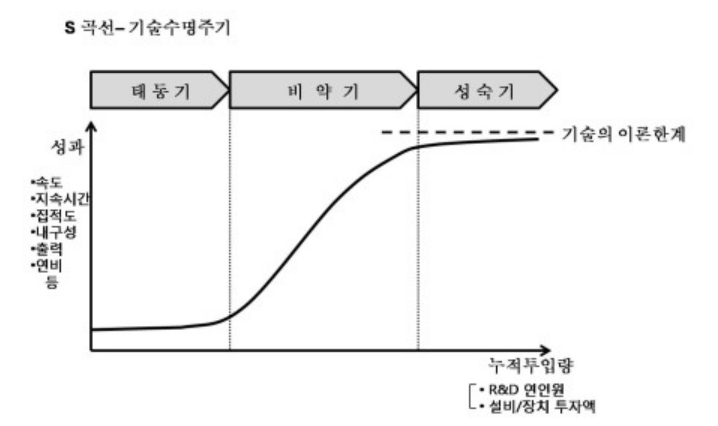 S 곡선– 기술수명주기
태 동 기
비 약 기
성 숙 기
성과
기술의 이론한계
▪속도
▪지속시간
▪집적도
▪내구성
▪출력
▪연비
등
누적투입량
▪ R&D 연인원
▪ 설비/장치 투자액